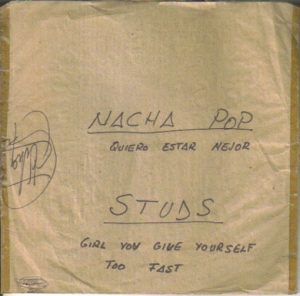 NACHA POP
QUIERO ESTAR MEJOR
STUDS
GIRL YOU GIVE YOURSELF
TOO FAST